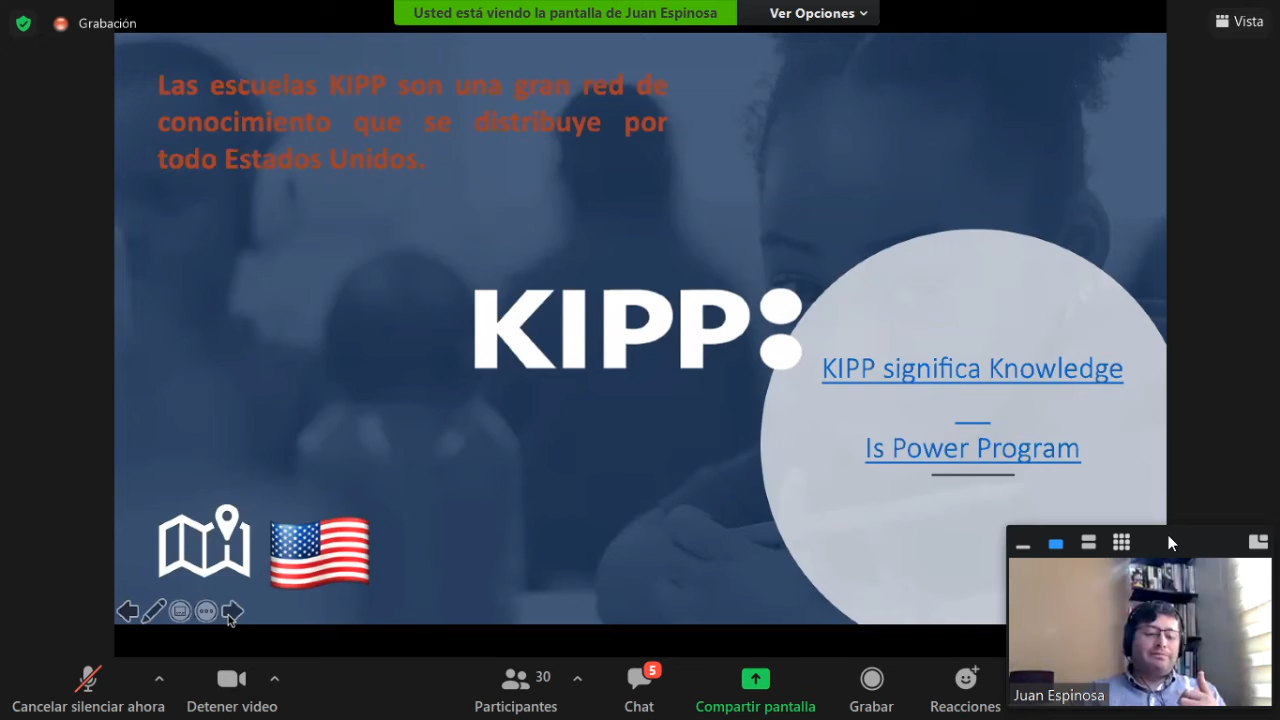 Grabación
Usted está viendo la pantalla de Juan Espinosa
Ver Opciones
Vista
Las escuelas KIPP son una gran red de
conocimiento que se distribuye por
todo Estados Unidos.
KIPP:
KIPP significa Knowledge
Is Power Program
Juan Espinosa
Cancelar silenciar ahora
Detener video
30
Participantes
5
Chat
Compartir pantalla
Grabar
Reacciones